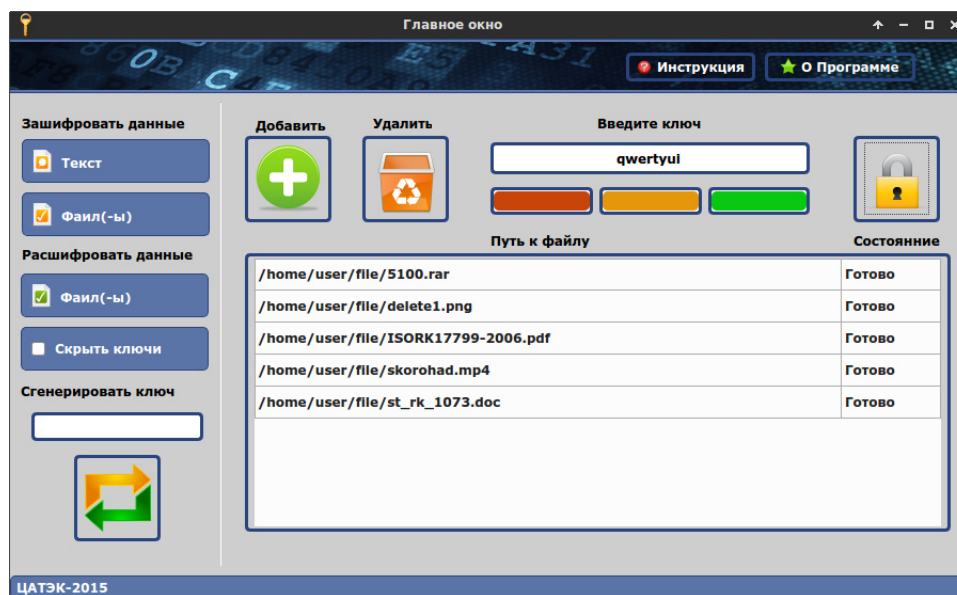 Главное окно
Инструкция
О Программе
Зашифровать данные
Текст
Фаил(-ы)
Расшифровать данные
Фаил(-ы)
Скрыть ключи
Сгенерировать ключ
Добавить
Удалить
Введите ключ
qwertyui
Путь к файлу
Состоянние
/home/user/file/5100.rar
Готово
/home/user/file/delete1.png
Готово
/home/user/file/ISORK17799-2006.pdf
Готово
/home/user/file/skorohad.mp4
Готово
/home/user/file/st_rk_1073.doc
Готово
ЦАТЭК-2015